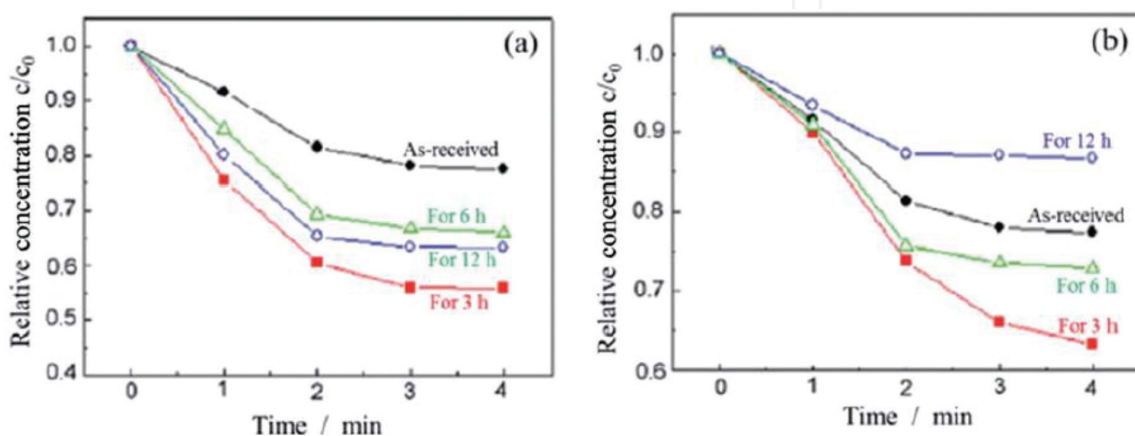 (a)
Relative concentration c/c₀
1.0
0.9
0.8
0.7
0.6
0.5
0.4
As-received
For 6 h
For 12 h
For 3 h
0 1 2 3 4
Time / min
(b)
Relative concentration c/c₀
1.0
0.9
0.8
0.7
0.6
For 12 h
As-received
For 6 h
For 3 h
0 1 2 3 4
Time / min